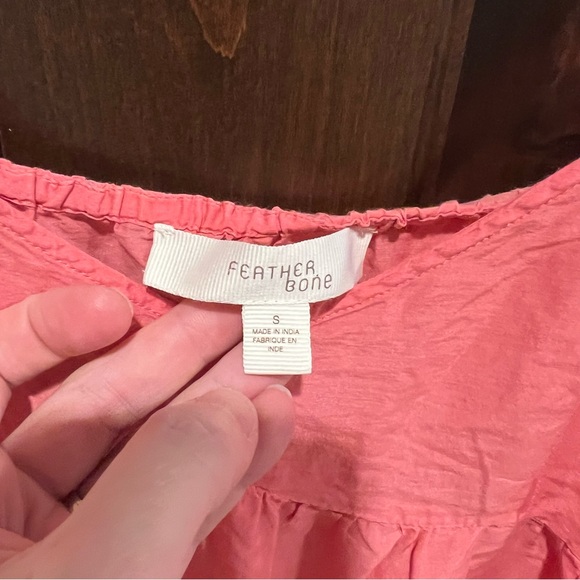 FEATHER
BONE
S
MADE IN INDIA
FABRIQUE EN
INDE